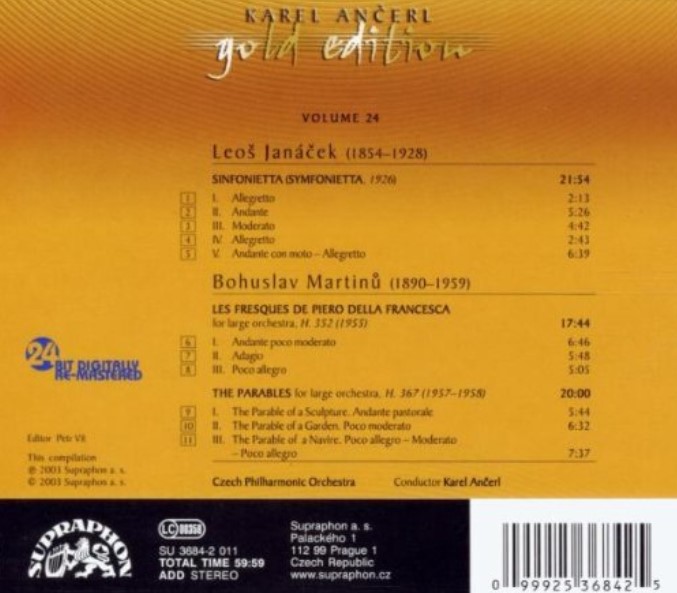 KAREL ANČERL
gold edition
VOLUME 24
Leoš Janáček (1854–1928)
SINFONIETTA (SYMFONIETTA, 1926) 21:54
1 I. Allegretto 2:13
2 II. Andante 5:26
3 III. Moderato 4:42
4 IV. Allegretto 2:43
5 V. Andante con moto – Allegretto 6:39
Bohuslav Martinů (1890–1959)
LES FRESQUES DE PIERO DELLA FRANCESCA
for large orchestra, H. 352 (1955) 17:44
6 I. Andante poco moderato 6:46
7 II. Adagio 5:48
8 III. Poco allegro 5:05
THE PARABLES for large orchestra, H. 367 (1957–1958) 20:00
9 I. The Parable of a Sculpture. Andante pastorale 5:44
10 II. The Parable of a Garden. Poco moderato 6:32
11 III. The Parable of a Navire. Poco allegro – Moderato
– Poco allegro 7:37
24
BIT DIGITALLY
RE-MASTERED
Editor Petr Vít
This compilation
℗ 2003 Supraphon a. s.
© 2003 Supraphon a. s.
Czech Philharmonic Orchestra Conductor Karel Ančerl
SUPRAPHON
LC 00358
SU 3684-2 011
TOTAL TIME 59:59
ADD STEREO
Supraphon a. s.
Palackého 1
112 99 Prague 1
Czech Republic
www.supraphon.cz
0 99925 36842 5